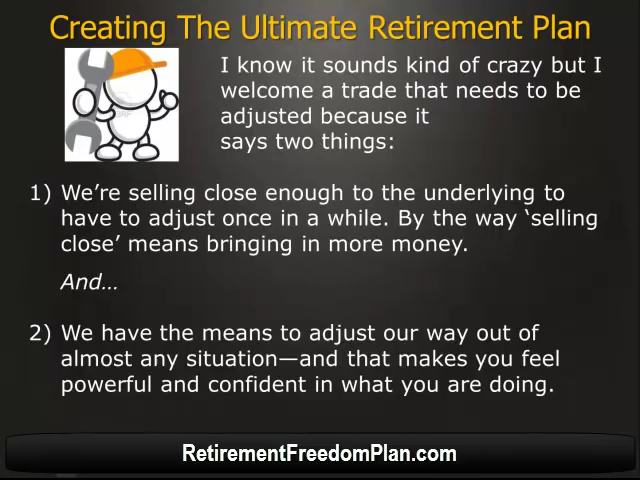 Creating The Ultimate Retirement Plan
I know it sounds kind of crazy but I
welcome a trade that needs to be
adjusted because it
says two things:
1) We’re selling close enough to the underlying to
have to adjust once in a while. By the way ‘selling
close’ means bringing in more money.
And…
2) We have the means to adjust our way out of
almost any situation—and that makes you feel
powerful and confident in what you are doing.
RetirementFreedomPlan.com